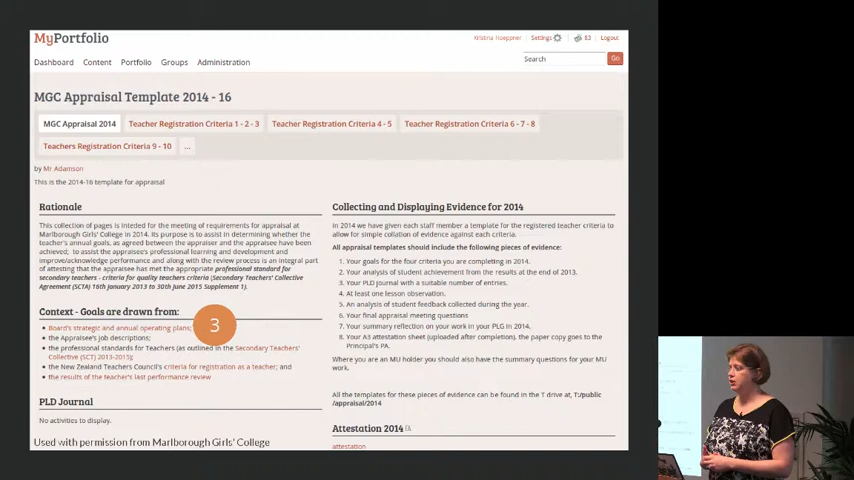 MyPortfolio
Kristina Hoeppner Settings 63 Logout
Dashboard Content Portfolio Groups Administration
Search Go
MGC Appraisal Template 2014 - 16
MGC Appraisal 2014 Teacher Registration Criteria 1 - 2 - 3 Teacher Registration Criteria 4 - 5 Teacher Registration Criteria 6 - 7 - 8
Teachers Registration Criteria 9 - 10 ...
by Mr Adamson
This is the 2014-16 template for appraisal
Rationale
This collection of pages is inteded for the meeting of requirements for appraisal at
Marlborough Girls' College in 2014. Its purpose is to assist in determining whether the
teacher's annual goals, as agreed between the appraiser and the appraisee have been
achieved; to assist the appraisee's professional learning and development and
improve/acknowledge performance and along with the review process is an integral part
of attesting that the appraisee has met the appropriate professional standard for
secondary teachers - criteria for quality teachers criteria (Secondary Teachers' Collective
Agreement (SCTA) 16th January 2013 to 30th June 2015 Supplement 1).
Context - Goals are drawn from:
3
Board's strategic and annual operating plans;
the Appraisee's job descriptions;
the professional standards for Teachers (as outlined in the Secondary Teachers'
Collective (SCT) 2013-2015);
the New Zealand Teachers Council's criteria for registration as a teacher; and
the results of the teacher's last performance review
PLD Journal
No activities to display.
Used with permission from Marlborough Girls' College
Collecting and Displaying Evidence for 2014
In 2014 we have given each staff member a template for the registered teacher criteria to
allow for simple collation of evidence against each criteria.
All appraisal templates should include the following pieces of evidence:
1. Your goals for the four criteria you are completing in 2014.
2. Your analysis of student achievement from the results at the end of 2013.
3. Your PLD journal with a suitable number of entries.
4. At least one lesson observation.
5. An analysis of student feedback collected during the year.
6. Your final appraisal meeting questions
7. Your summary reflection on your work in your PLG in 2014.
8. Your A3 attestation sheet (uploaded after completion). the paper copy goes to the
Principal's PA.
Where you are an MU holder you should also have the summary questions for your MU
work.
All the templates for these pieces of evidence can be found in the T drive at, T:/public
/appraisal/2014
Attestation 2014
attestation